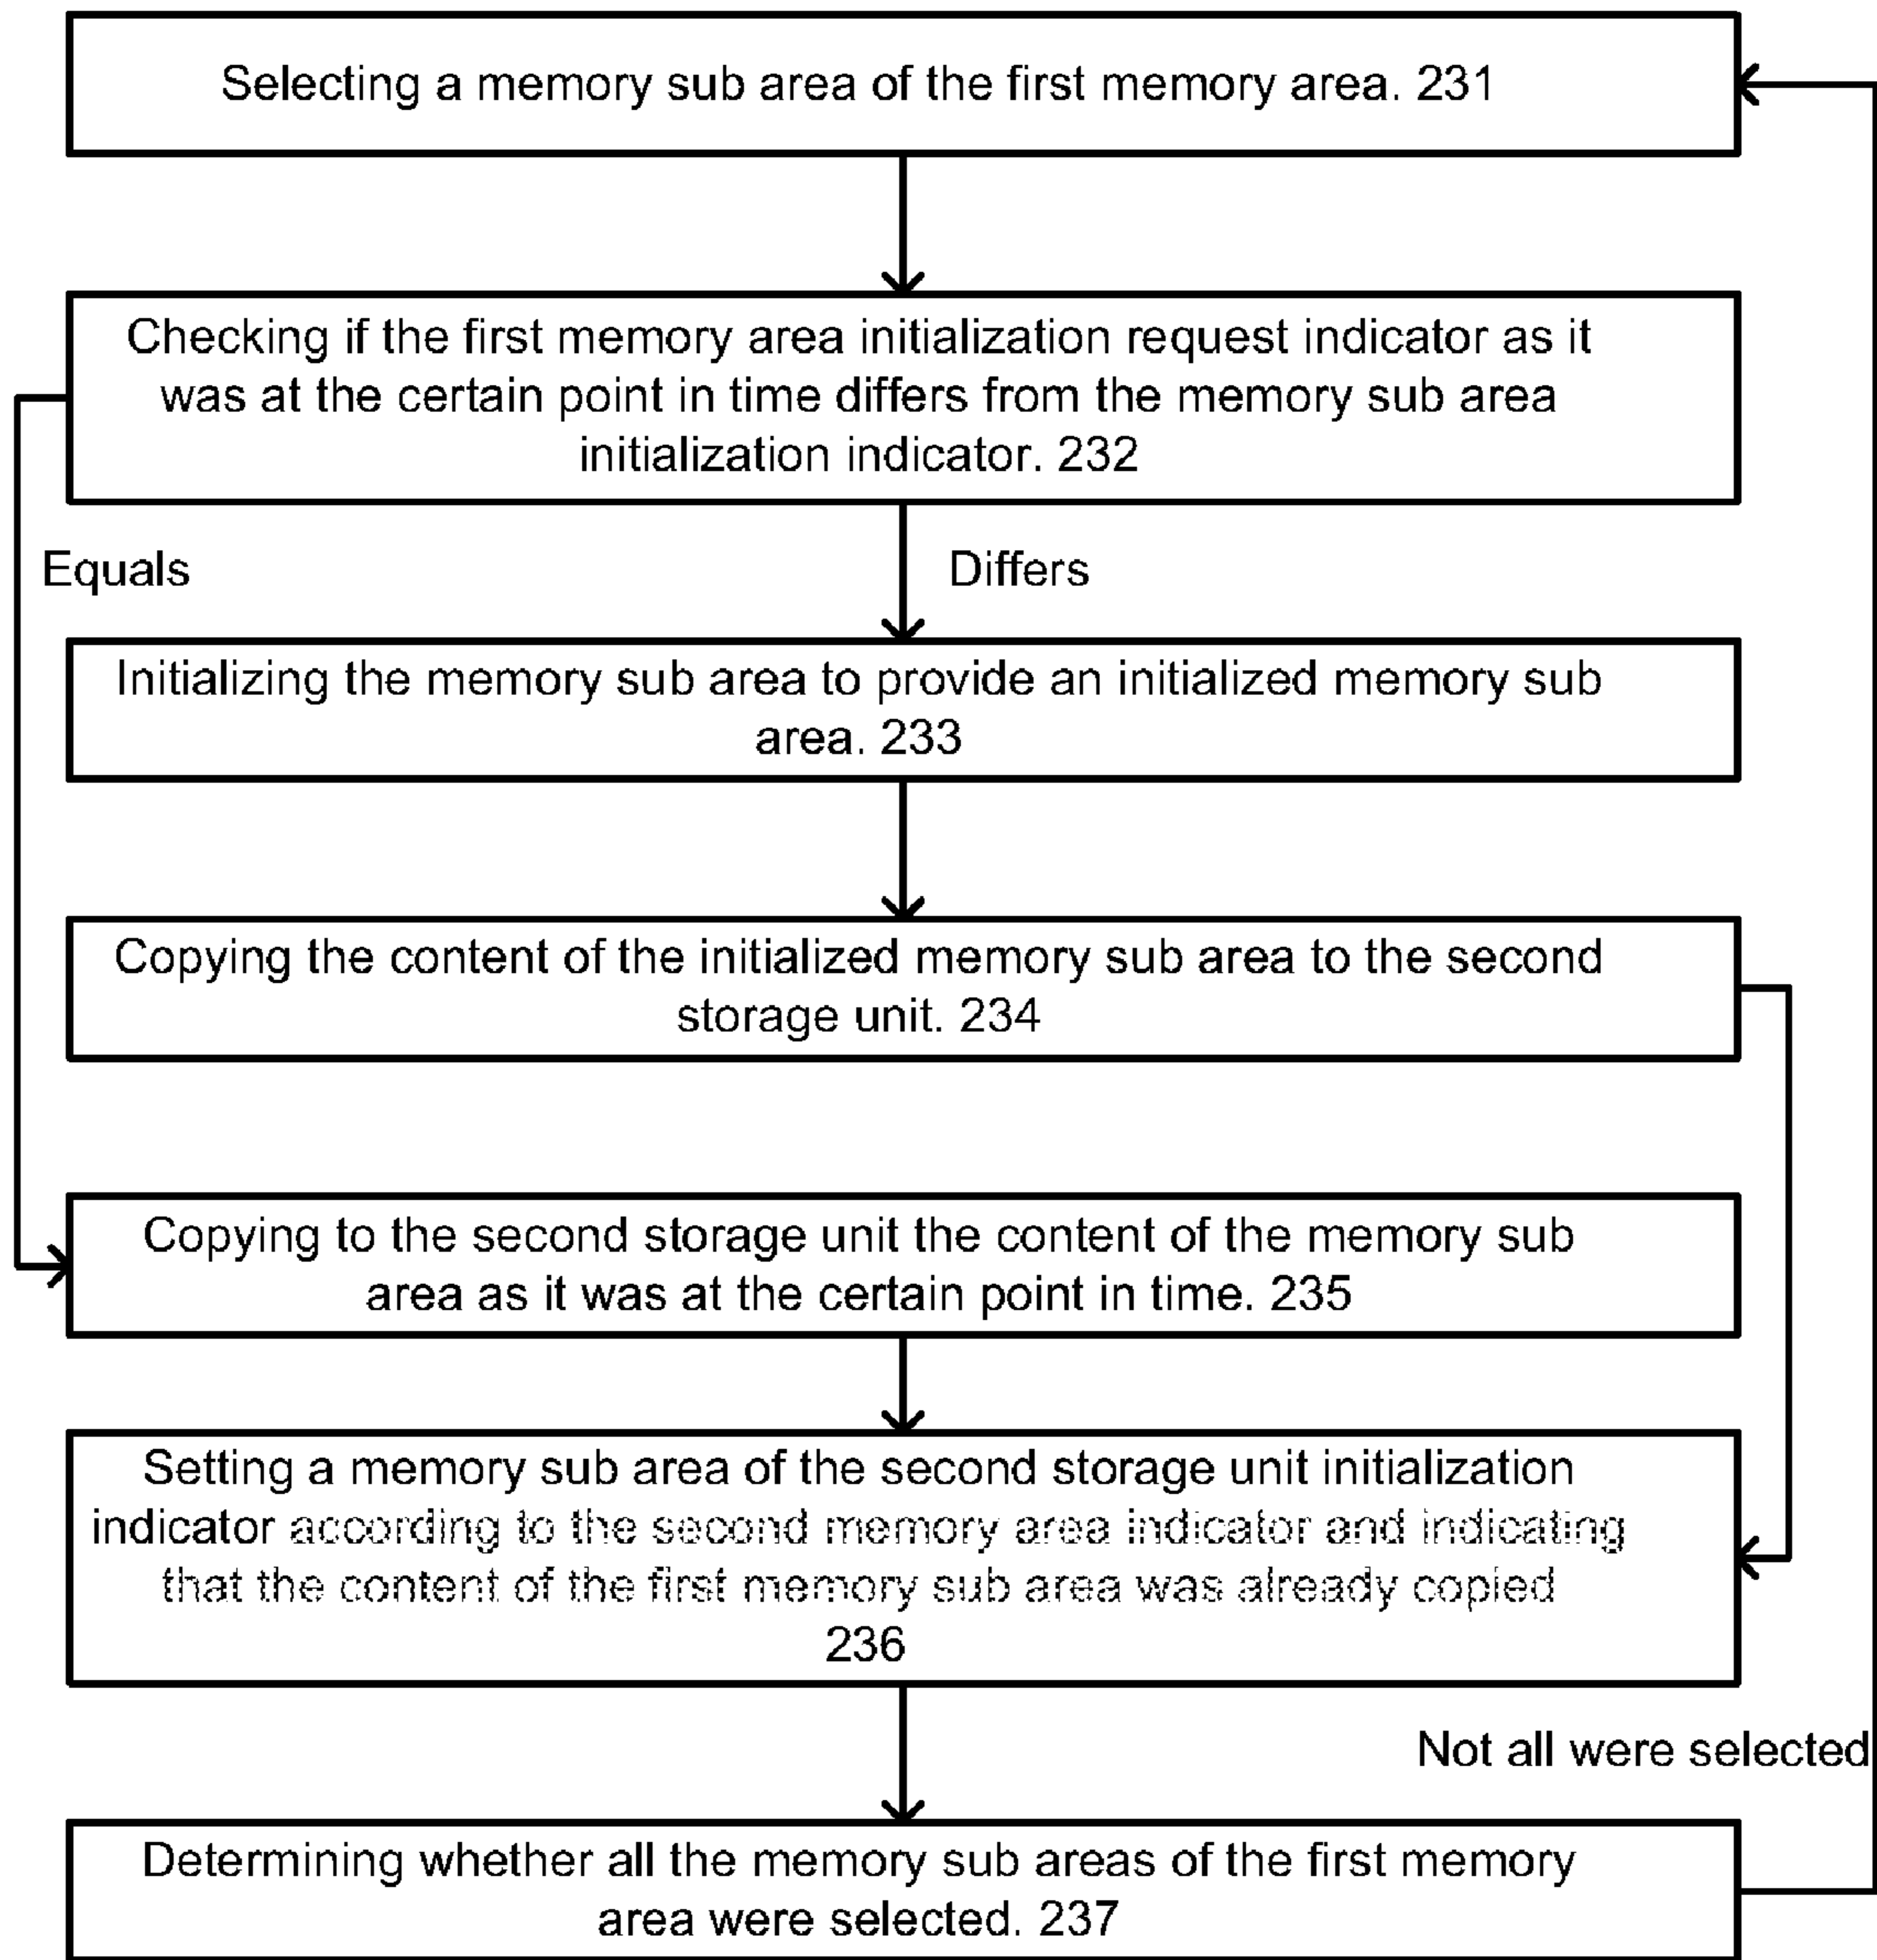 Selecting a memory sub area of the first memory area. 231
Checking if the first memory area initialization request indicator as it
was at the certain point in time differs from the memory sub area
initialization indicator. 232
Equals
Differs
Initializing the memory sub area to provide an initialized memory sub
area. 233
Copying the content of the initialized memory sub area to the second
storage unit. 234
Copying to the second storage unit the content of the memory sub
area as it was at the certain point in time. 235
Setting a memory sub area of the second storage unit initialization
indicator according to the second memory area indicator and indicating
that the content of the first memory sub area was already copied
236
Not all were selected
Determining whether all the memory sub areas of the first memory
area were selected. 237